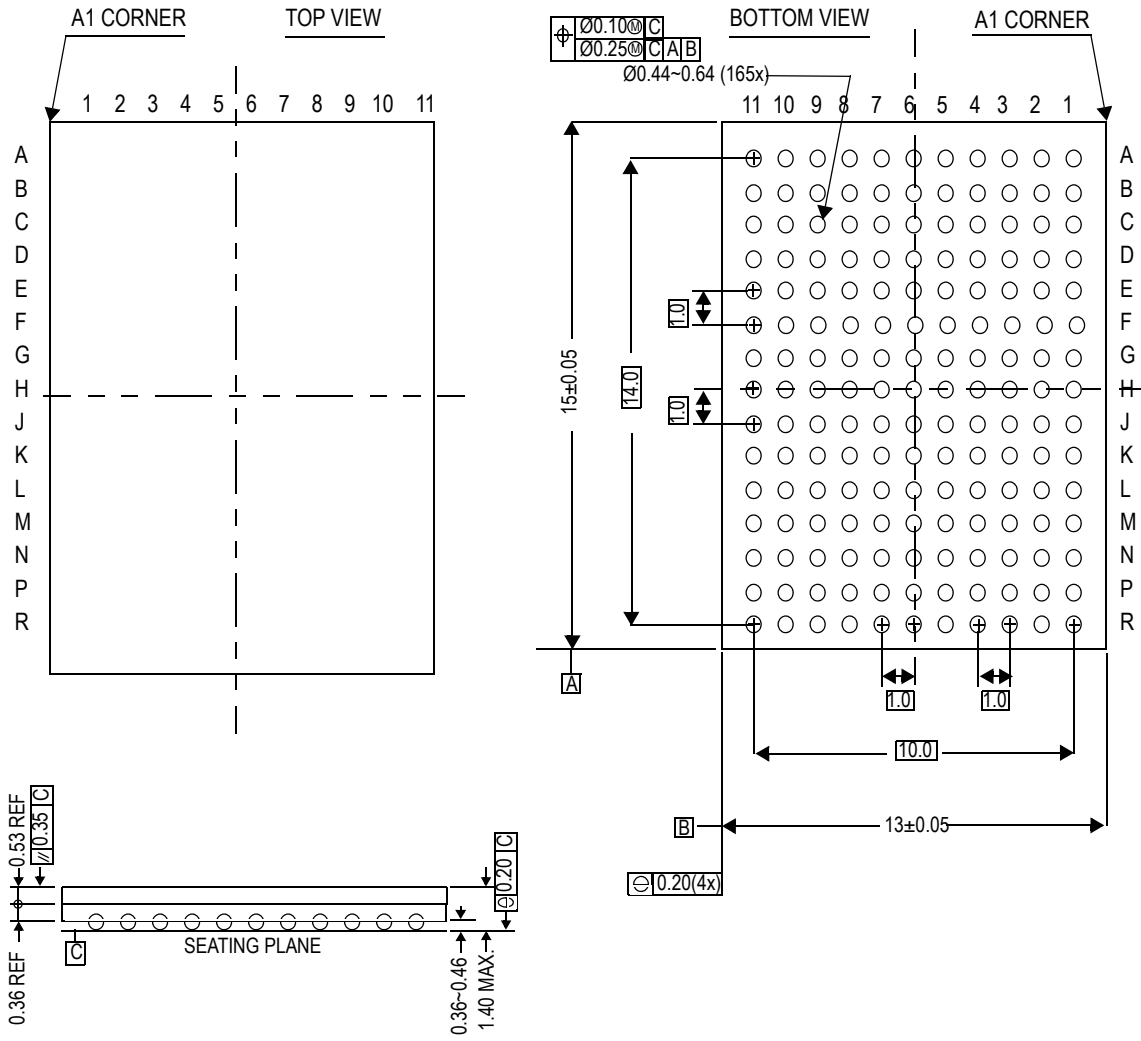 A1 CORNER
TOP VIEW
1 2 3 4 5 6 7 8 9 10 11
A
B
C
D
E
F
G
H
J
K
L
M
N
P
R
Ø0.10Ⓜ C
Ø0.25Ⓜ C A B
Ø0.44~0.64 (165x)
BOTTOM VIEW
A1 CORNER
11 10 9 8 7 6 5 4 3 2 1
A
B
C
D
E
F
G
H
J
K
L
M
N
P
R
15±0.05
14.0
1.0
1.0
A
1.0
1.0
10.0
B
13±0.05
0.20(4x)
0.53 REF
// 0.35 C
0.36 REF
C
SEATING PLANE
0.20 C
0.36~0.46
1.40 MAX.